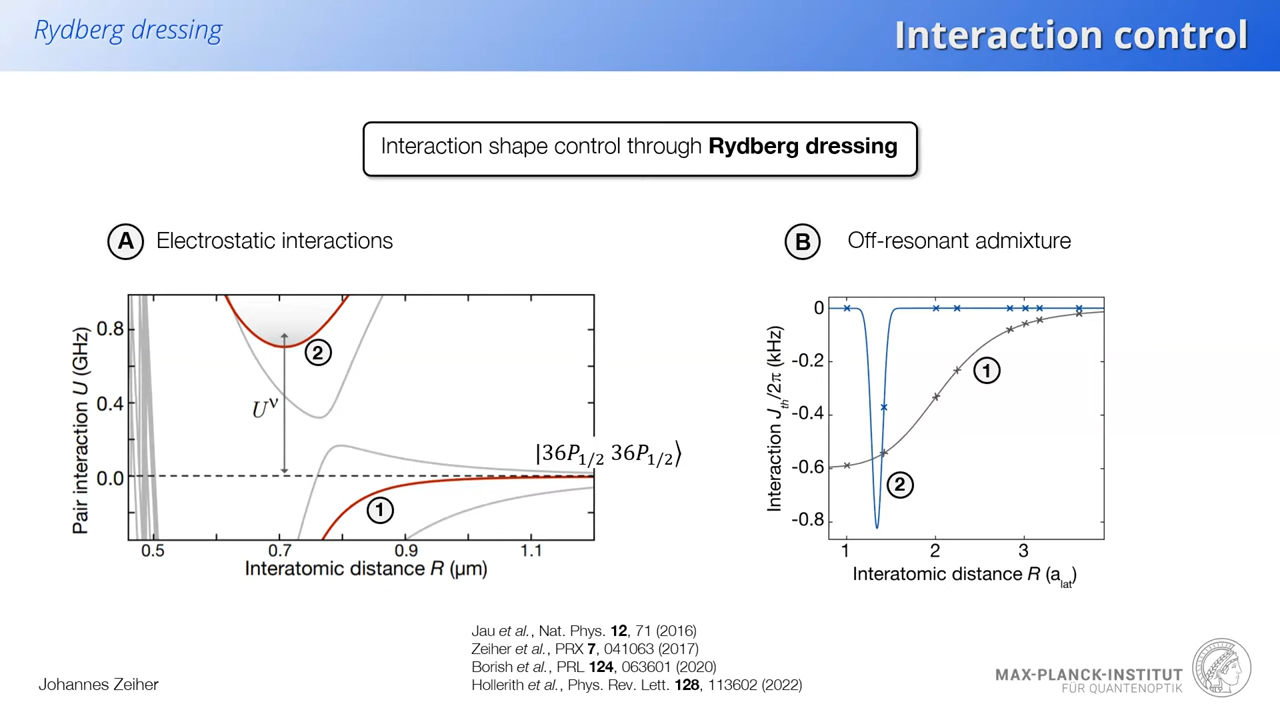 Rydberg dressing
Interaction control
Interaction shape control through Rydberg dressing
A Electrostatic interactions
B Off-resonant admixture
Pair interaction U (GHz)
0.8
0.4
0.0
2
Uᵛ
|36P1/2 36P1/2⟩
1
0.5 0.7 0.9 1.1
Interatomic distance R (µm)
Interaction Jth/2π (kHz)
0
-0.2
-0.4
-0.6
-0.8
1
2
1 2 3
Interatomic distance R (alat)
Jau et al., Nat. Phys. 12, 71 (2016)
Zeiher et al., PRX 7, 041063 (2017)
Borish et al., PRL 124, 063601 (2020)
Hollerith et al., Phys. Rev. Lett. 128, 113602 (2022)
Johannes Zeiher
MAX-PLANCK-INSTITUT
FÜR QUANTENOPTIK